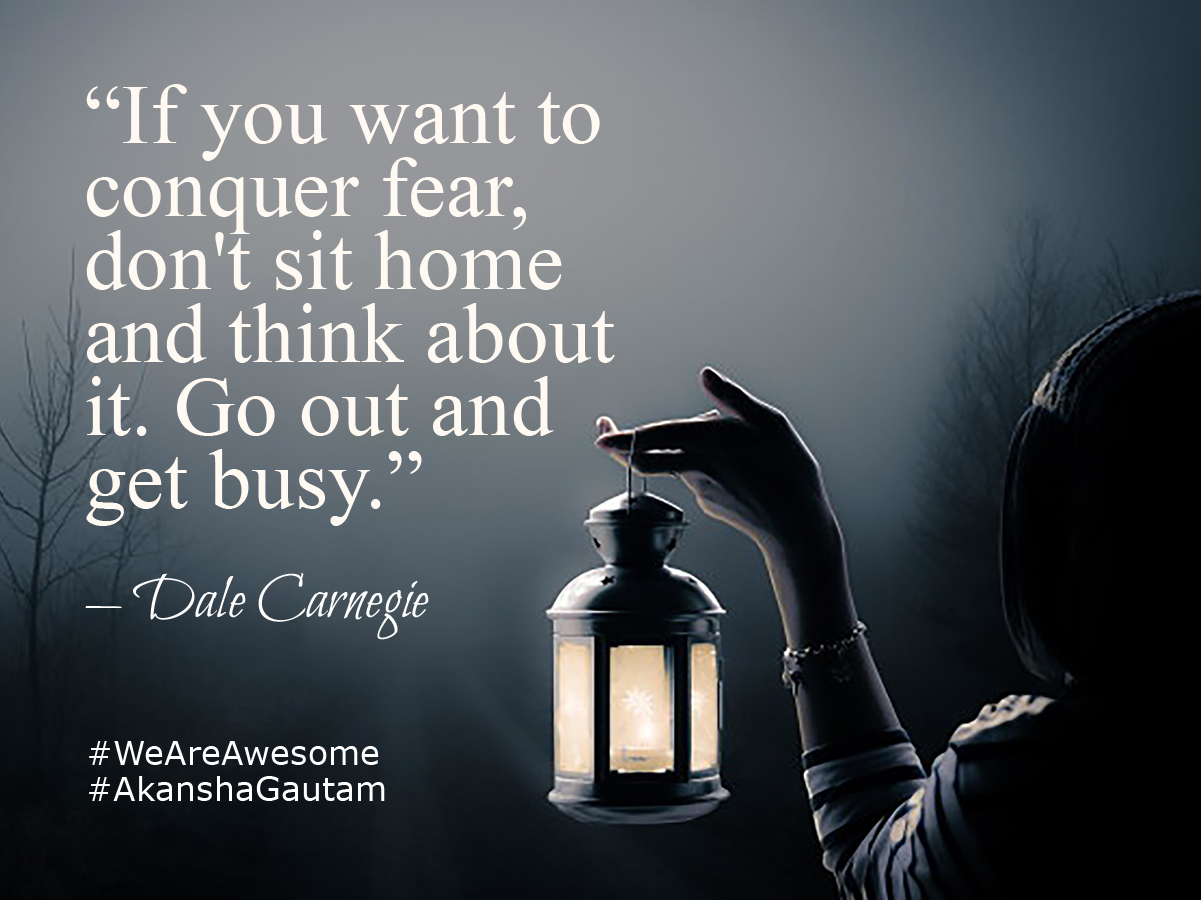 “If you want to
conquer fear,
don't sit home
and think about
it. Go out and
get busy.”
— Dale Carnegie
#WeAreAwesome
#AkanshaGautam